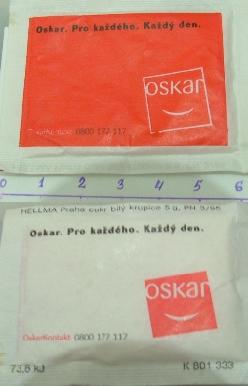 Oskar. Pro každého. Každý den.
oskar
OskarKontakt: 0800 177 117
0 1 2 3 4 5 6
HELLMA Praha cukr bílý krupice 5 g, PN 3/95
Oskar. Pro každého. Každý den.
oskar
OskarKontakt: 0800 177 117
73,6 kJ K 801 333